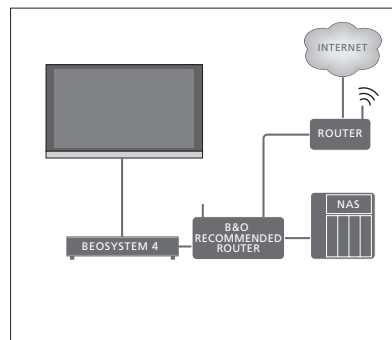 INTERNET
ROUTER
NAS
B&O
RECOMMENDED
ROUTER
BEOSYSTEM 4